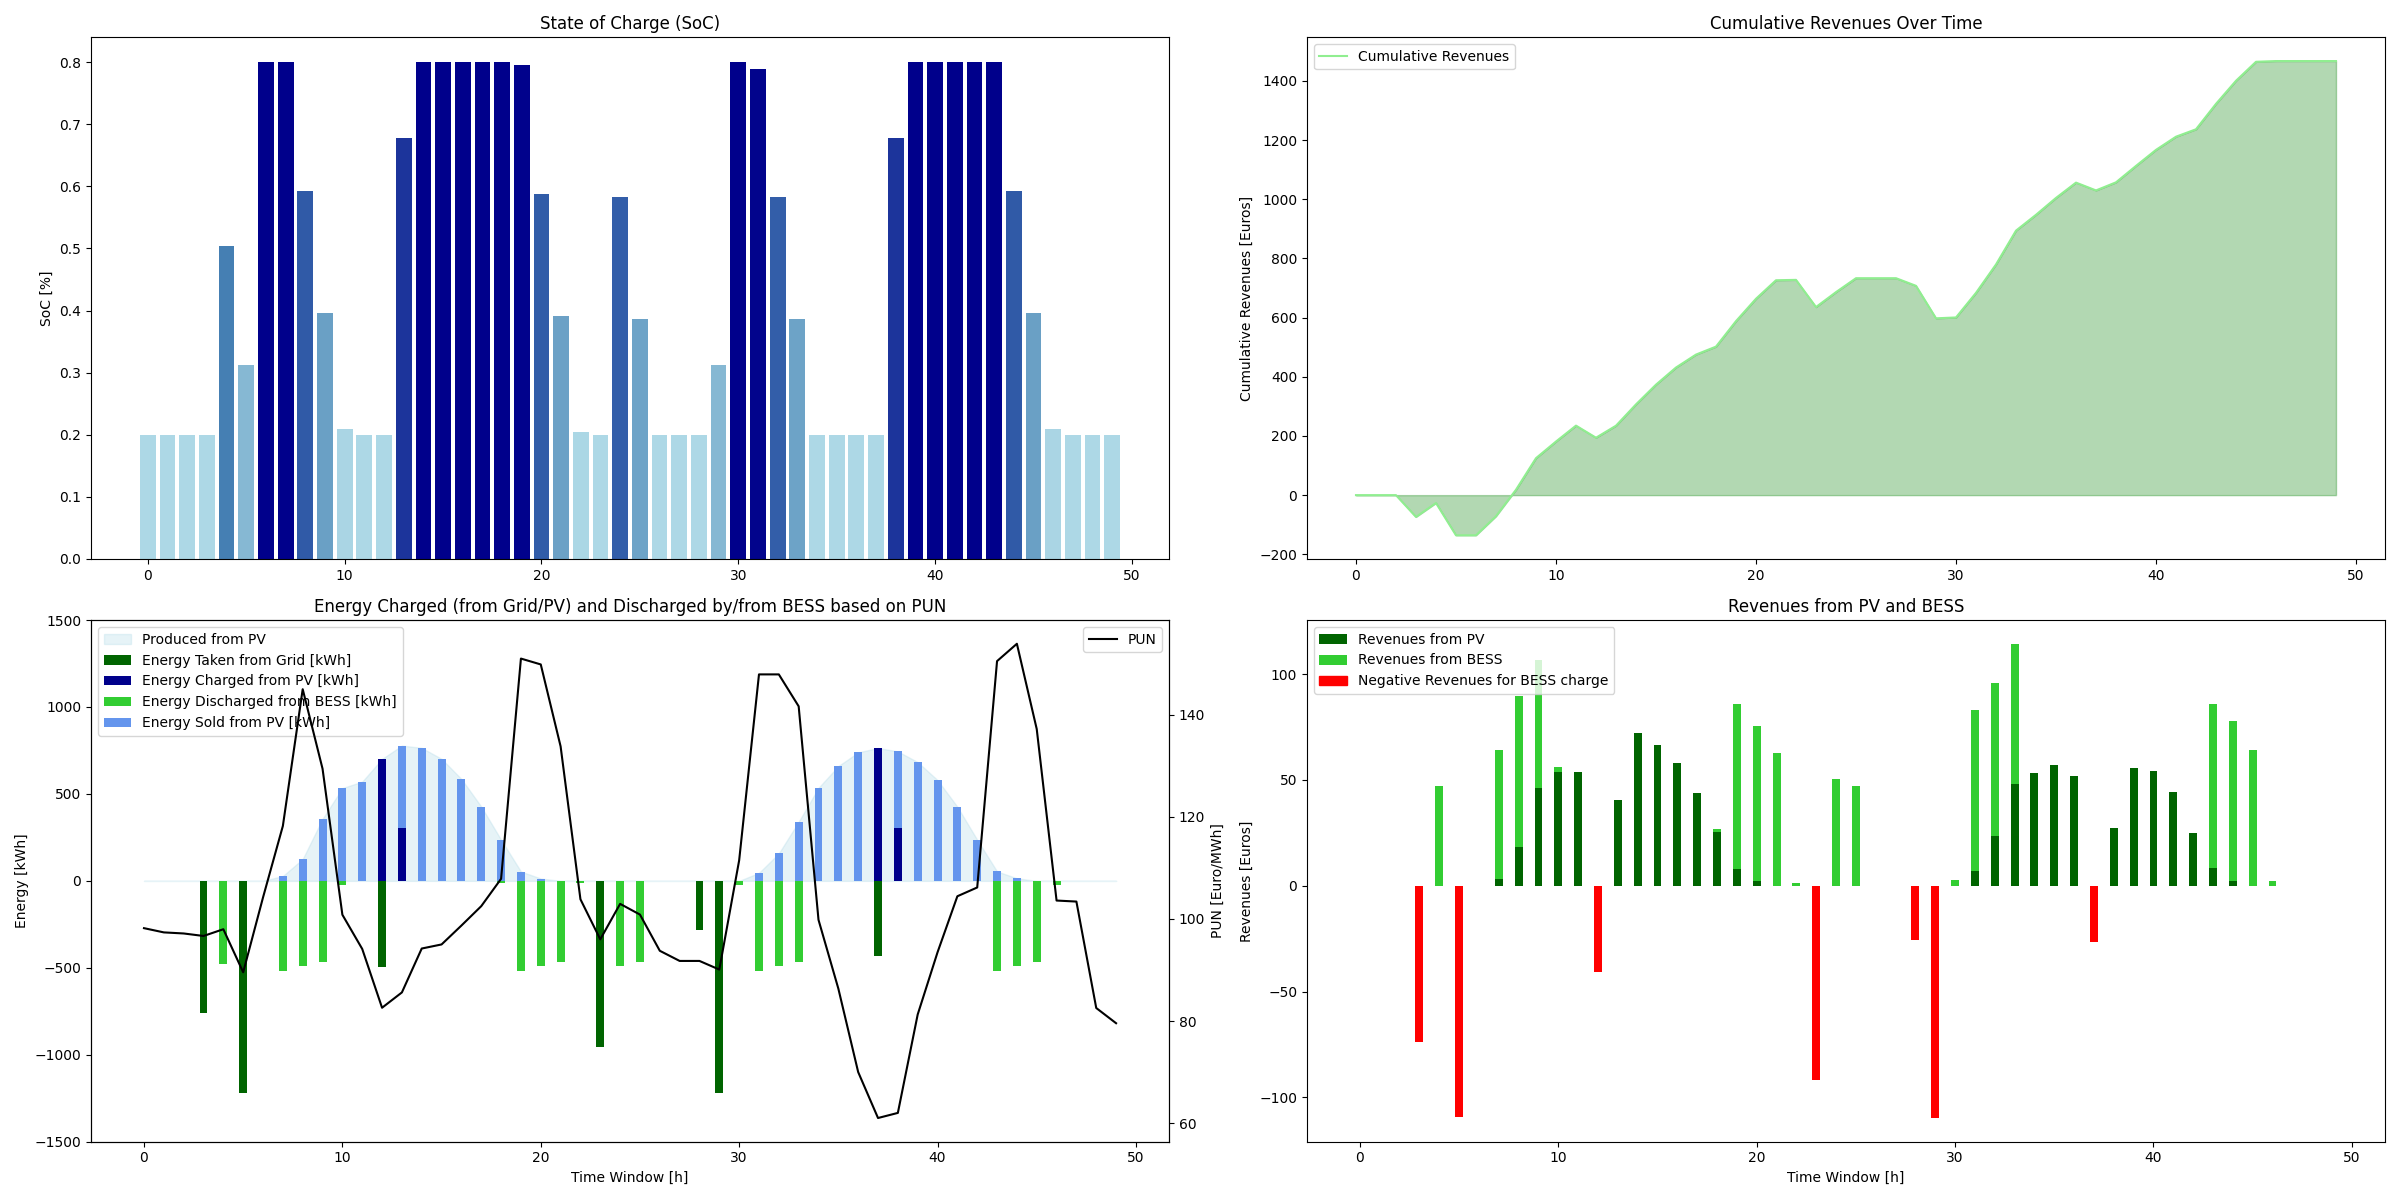 State of Charge (SoC)
0.8
0.7
0.6
0.5
0.4
0.3
0.2
0.1
0.0
SoC [%]
0 10 20 30 40 50
Cumulative Revenues Over Time
Cumulative Revenues
1400
1200
1000
800
600
400
200
0
−200
Cumulative Revenues [Euros]
0 10 20 30 40 50
Energy Charged (from Grid/PV) and Discharged by/from BESS based on PUN
Produced from PV
Energy Taken from Grid [kWh]
Energy Charged from PV [kWh]
Energy Discharged from BESS [kWh]
Energy Sold from PV [kWh]
PUN
1500
1000
500
0
−500
−1000
−1500
Energy [kWh]
140
120
100
80
60
PUN [Euro/MWh]
0 10 20 30 40 50
Time Window [h]
Revenues from PV and BESS
Revenues from PV
Revenues from BESS
Negative Revenues for BESS charge
100
50
0
−50
−100
Revenues [Euros]
0 10 20 30 40 50
Time Window [h]